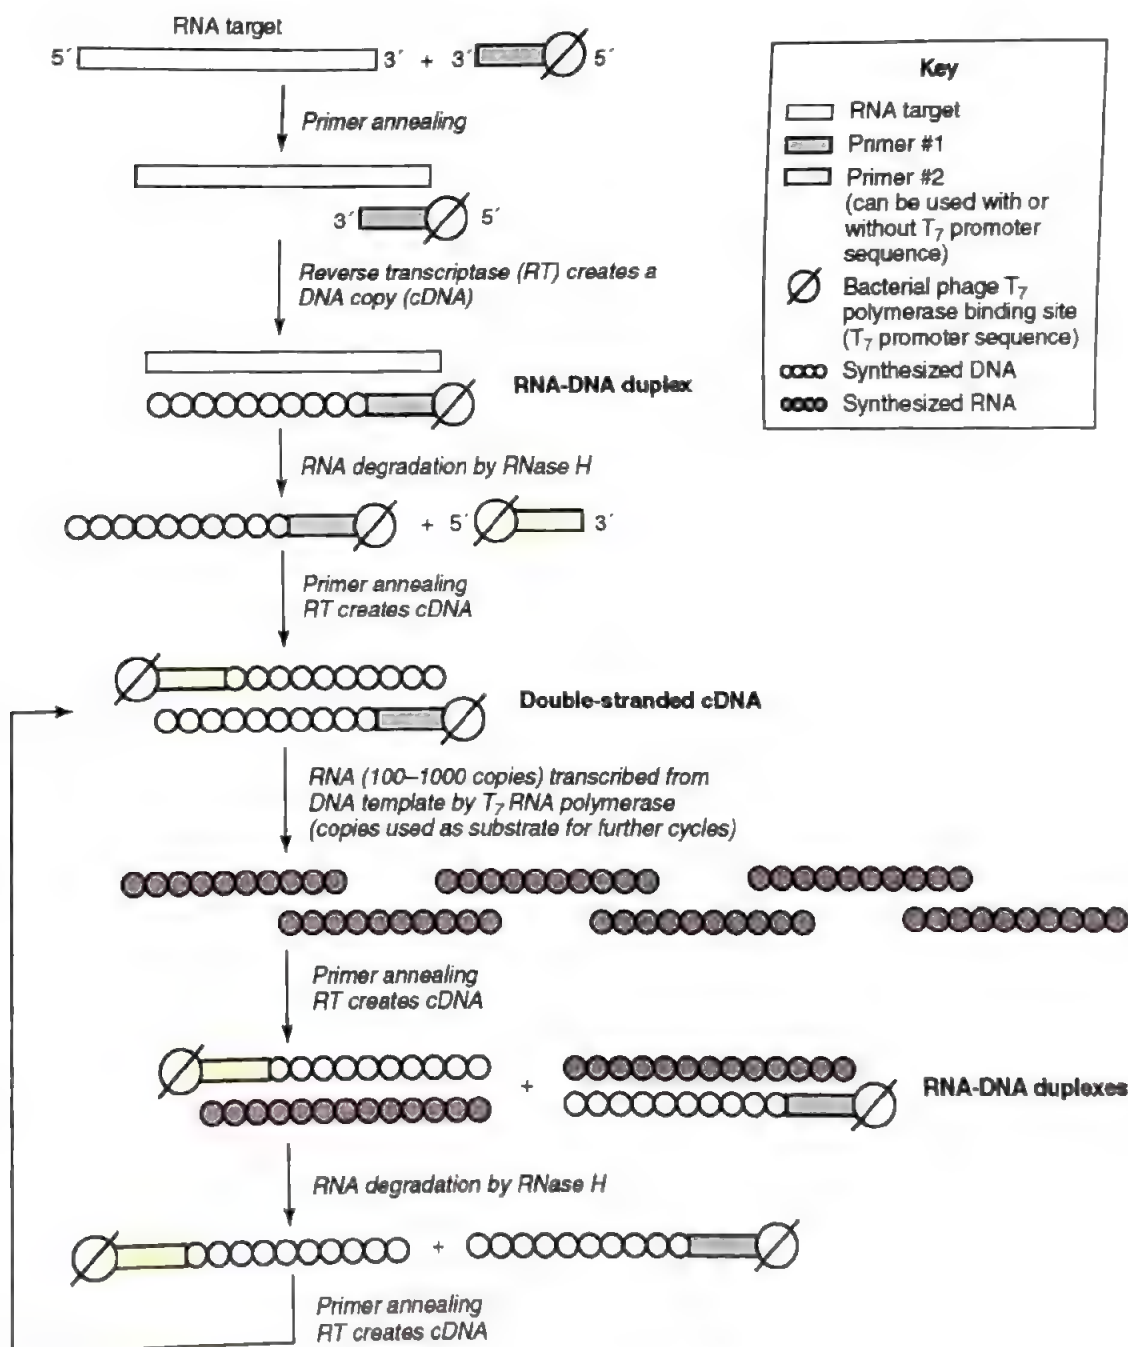 RNA target
5´ 3´ + 3´ 5´
Primer annealing
3´ 5´
Reverse transcriptase (RT) creates a
DNA copy (cDNA)
RNA-DNA duplex
RNA degradation by RNase H
+ 5´ 3´
Primer annealing
RT creates cDNA
Double-stranded cDNA
RNA (100–1000 copies) transcribed from
DNA template by T₇ RNA polymerase
(copies used as substrate for further cycles)
Primer annealing
RT creates cDNA
+
RNA-DNA duplexes
RNA degradation by RNase H
+
Primer annealing
RT creates cDNA
Key
RNA target
Primer #1
Primer #2
(can be used with or
without T₇ promoter
sequence)
Bacterial phage T₇
polymerase binding site
(T₇ promoter sequence)
Synthesized DNA
Synthesized RNA